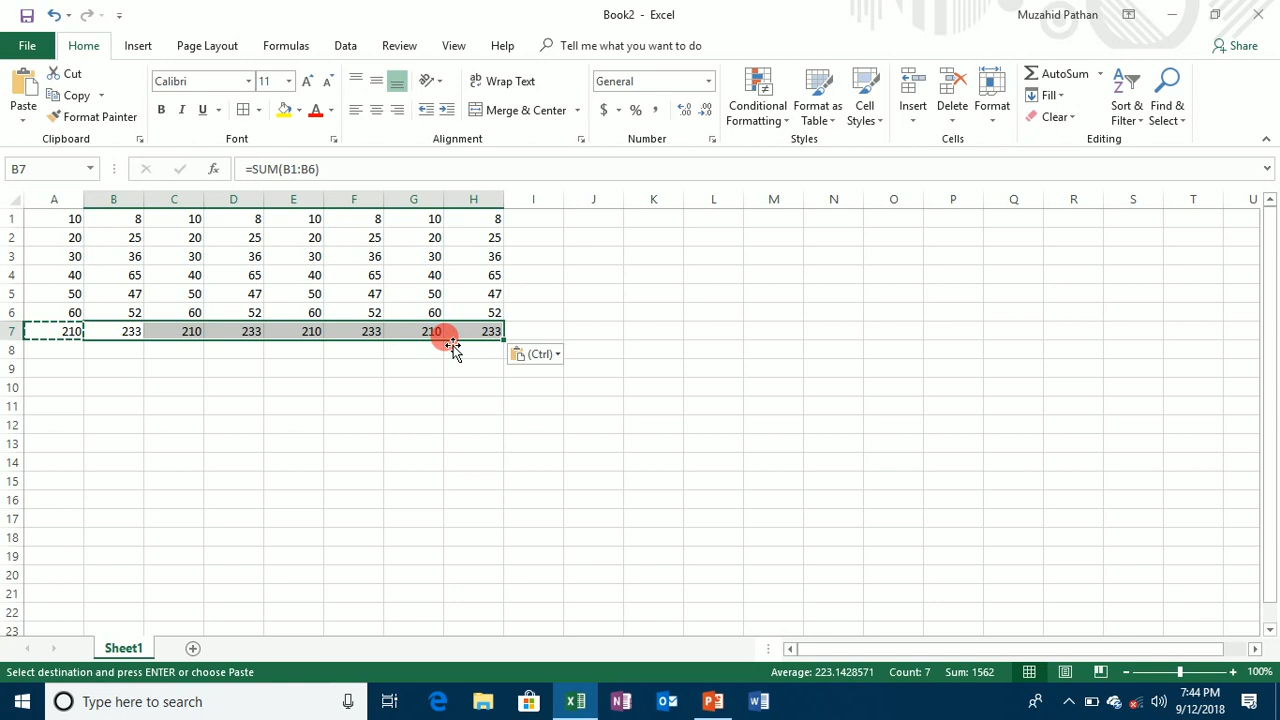 Book2 - Excel
Muzahid Pathan
File Home Insert Page Layout Formulas Data Review View Help Tell me what you want to do Share
Paste
Cut
Copy
Format Painter
Clipboard
Calibri 11
B I U
Font
Wrap Text
Merge & Center
Alignment
General
$ % ,
Number
Conditional Formatting
Format as Table
Cell Styles
Styles
Insert Delete Format
Cells
AutoSum
Fill
Clear
Sort & Filter
Find & Select
Editing
B7 fx =SUM(B1:B6)
A B C D E F G H I J K L M N O P Q R S T U
1 10 8 10 8 10 8 10 8
2 20 25 20 25 20 25 20 25
3 30 36 30 36 30 36 30 36
4 40 65 40 65 40 65 40 65
5 50 47 50 47 50 47 50 47
6 60 52 60 52 60 52 60 52
7 210 233 210 233 210 233 210 233
8 (Ctrl)
9
10
11
12
13
14
15
16
17
18
19
20
21
22
23
Sheet1
Select destination and press ENTER or choose Paste Average: 223.1428571 Count: 7 Sum: 1562 100%
Type here to search
7:44 PM
9/12/2018